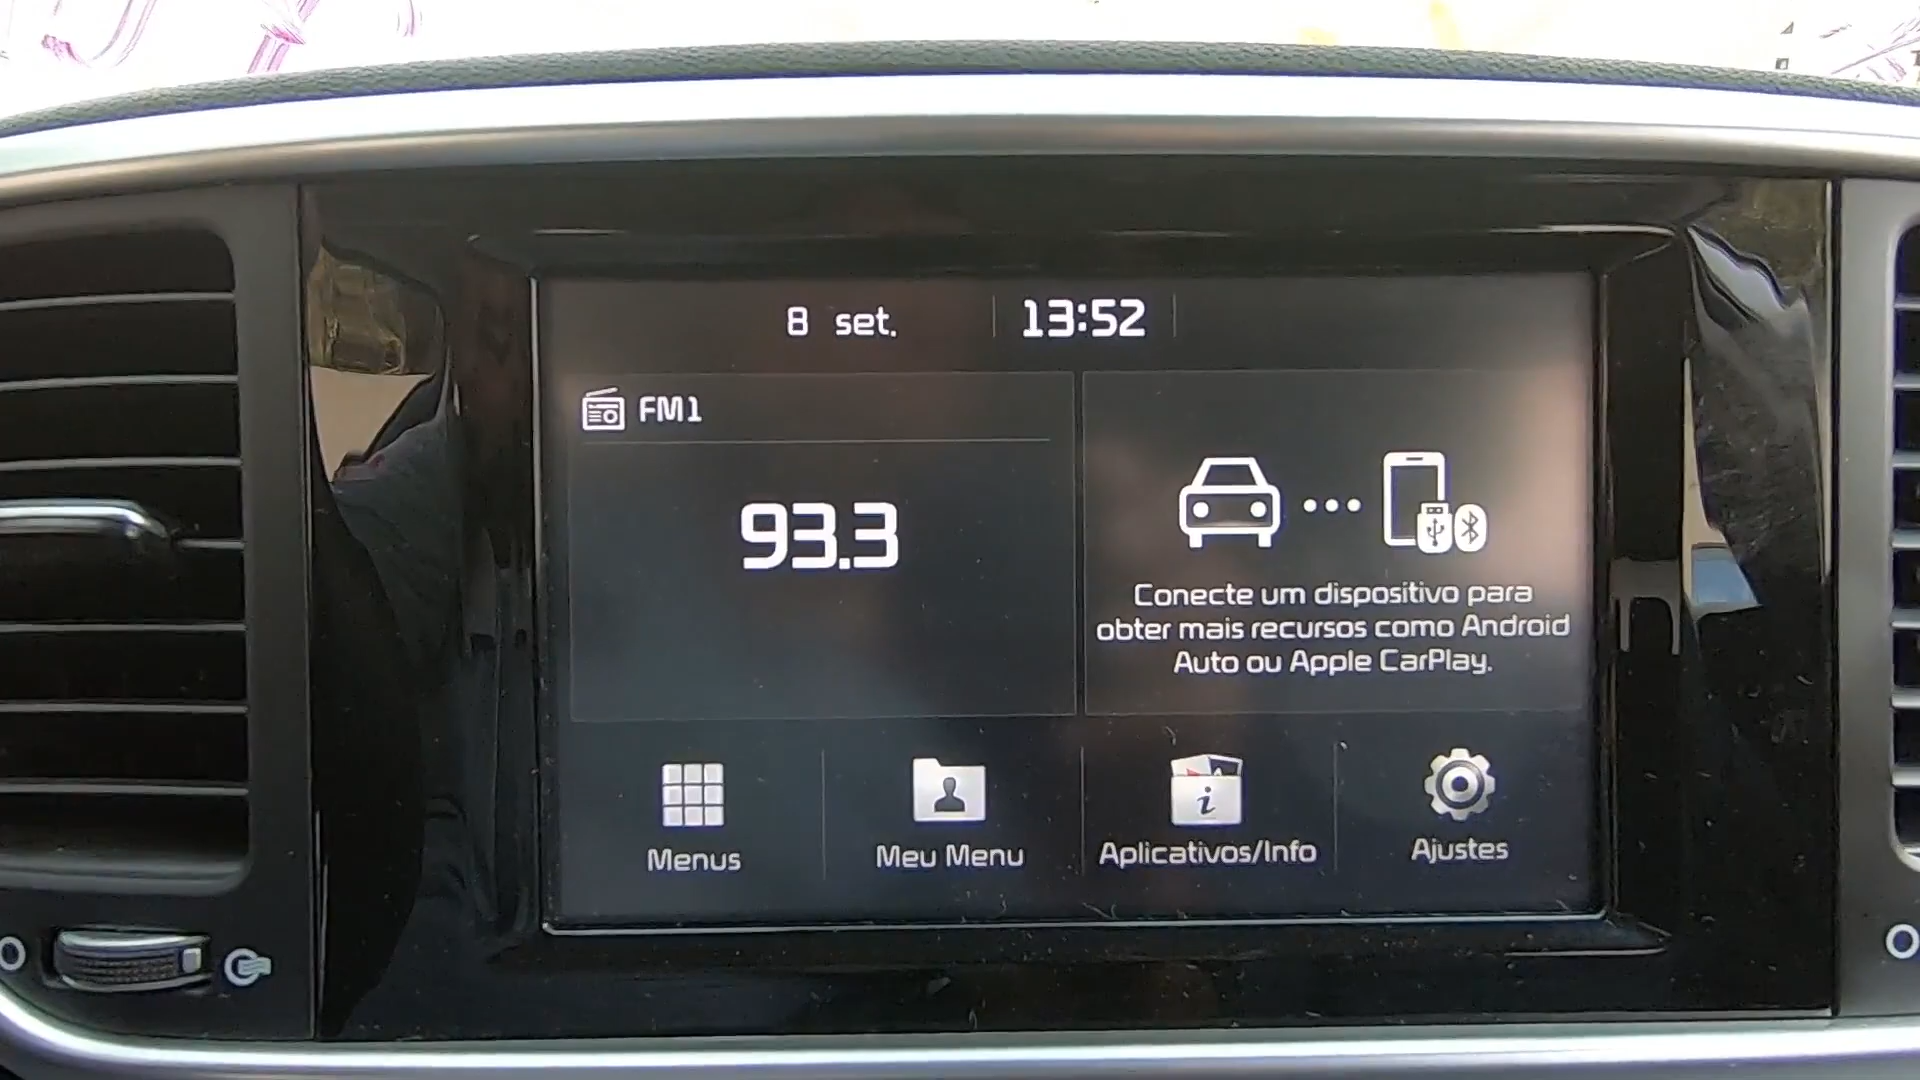 8 set. 13:52
FM1
93.3
Conecte um dispositivo para
obter mais recursos como Android
Auto ou Apple CarPlay.
Menus
Meu Menu
Aplicativos/Info
Ajustes